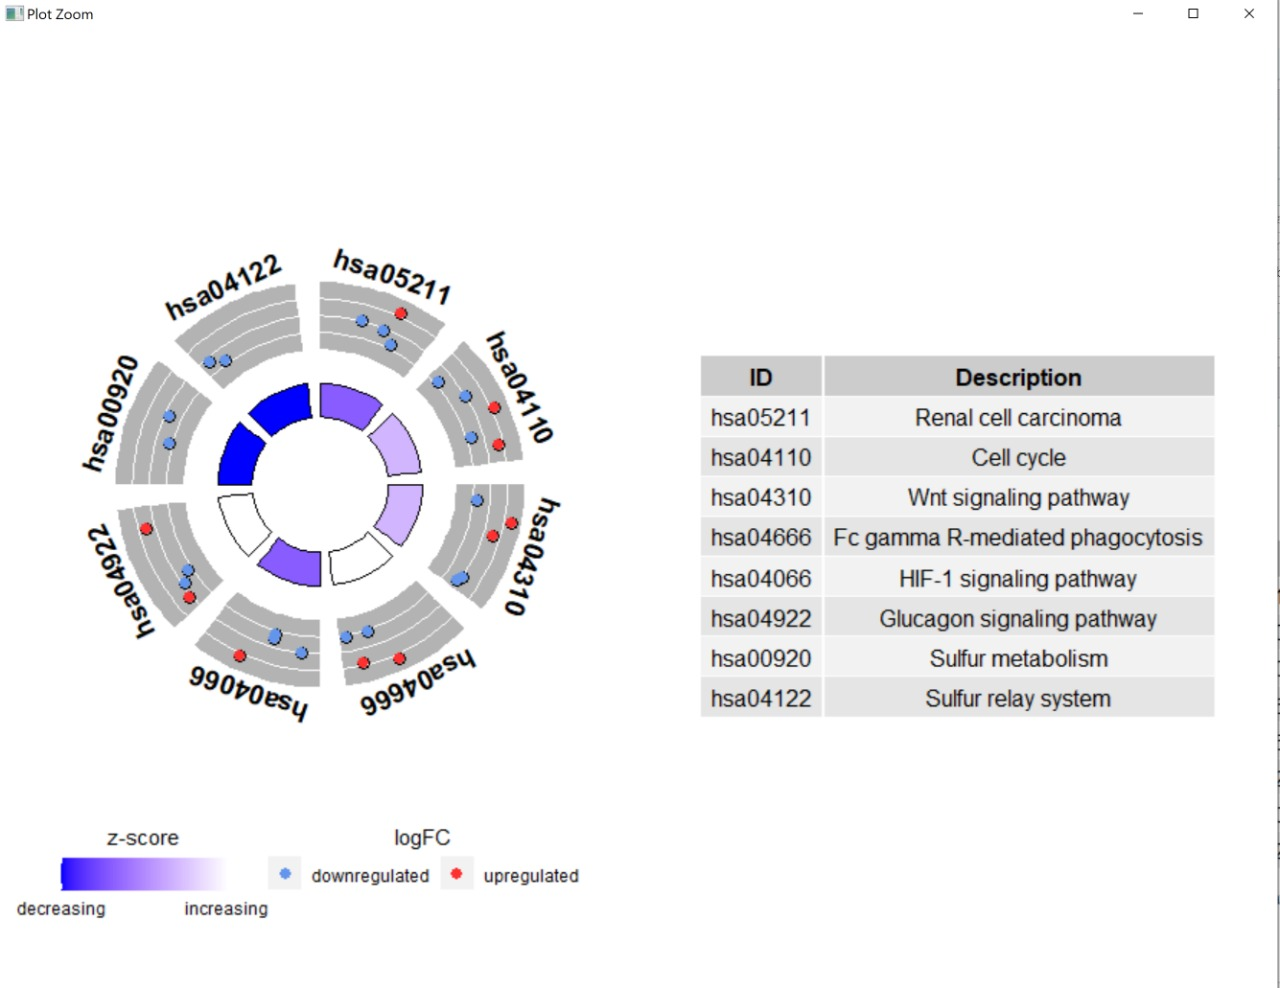 Plot Zoom
hsa05211
hsa04110
hsa04310
hsa04666
hsa04066
hsa04922
hsa00920
hsa04122
ID Description
hsa05211 Renal cell carcinoma
hsa04110 Cell cycle
hsa04310 Wnt signaling pathway
hsa04666 Fc gamma R-mediated phagocytosis
hsa04066 HIF-1 signaling pathway
hsa04922 Glucagon signaling pathway
hsa00920 Sulfur metabolism
hsa04122 Sulfur relay system
z-score
decreasing increasing
logFC
downregulated upregulated